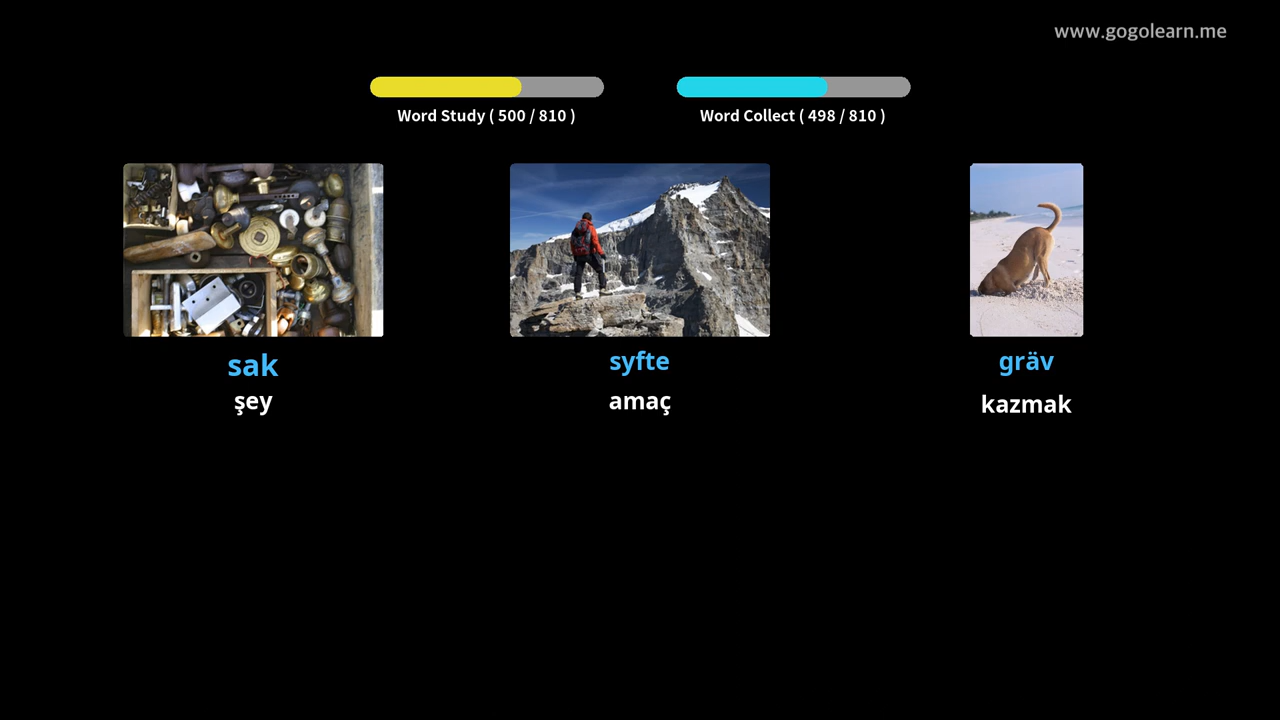 www.gogolearn.me
Word Study ( 500 / 810 )
Word Collect ( 498 / 810 )
sak
şey
syfte
amaç
gräv
kazmak